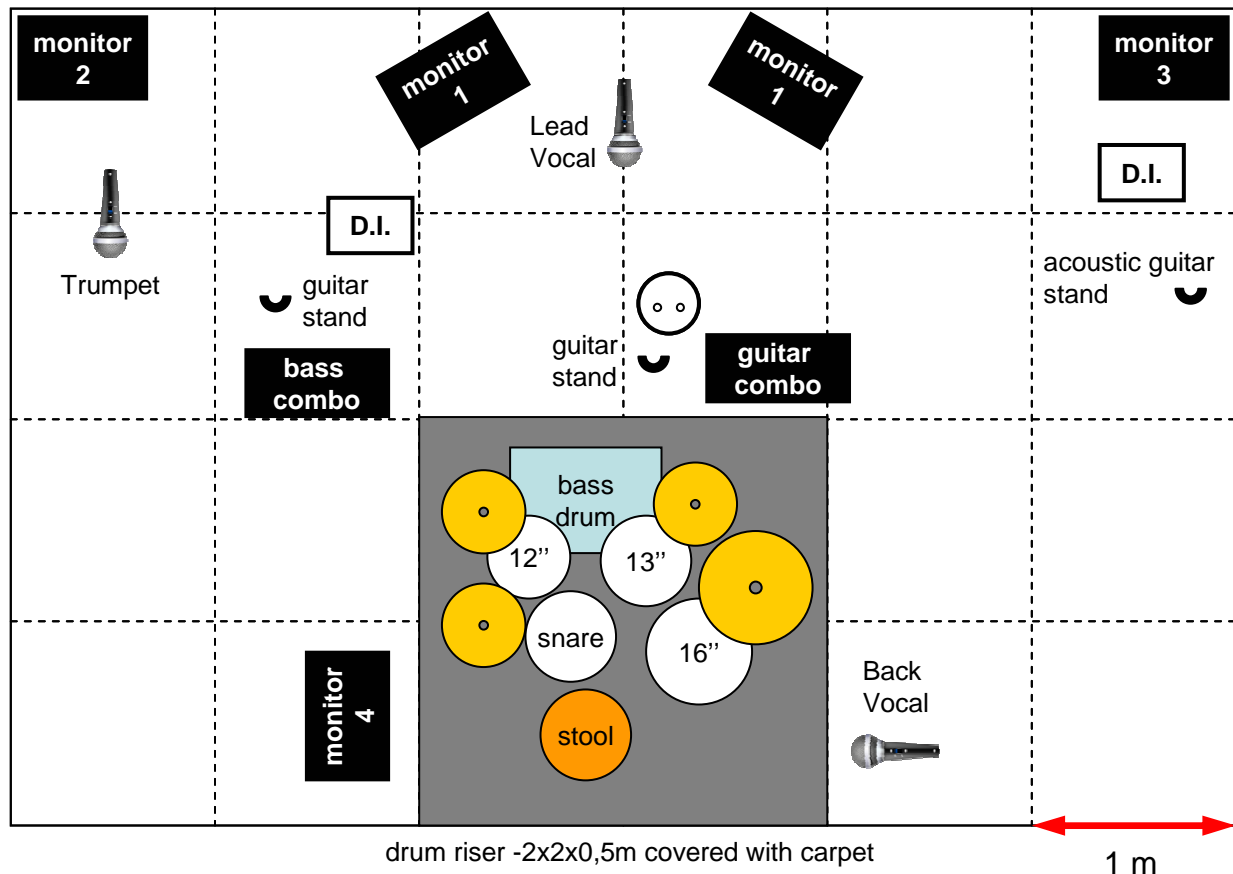 monitor
2
monitor
1
monitor
1
monitor
3
Lead
Vocal
D.I.
D.I.
Trumpet
guitar
stand
acoustic guitar
stand
guitar
stand
bass
combo
guitar
combo
bass
drum
12’’
13’’
snare
16’’
monitor
4
Back
Vocal
stool
drum riser -2x2x0,5m covered with carpet
1 m